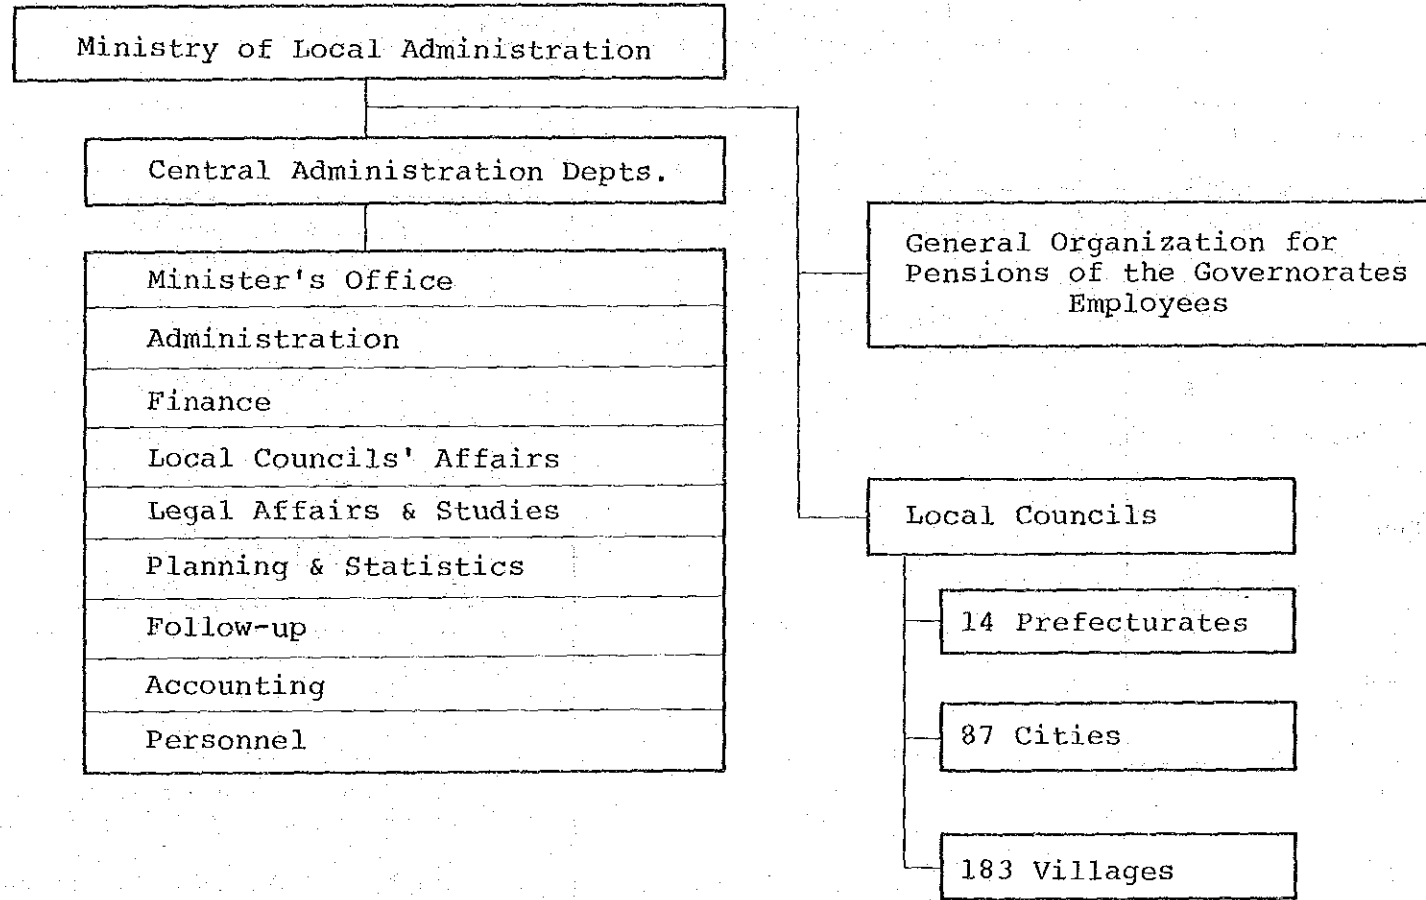 Ministry of Local Administration
Central Administration Depts.
Minister's Office
Administration
Finance
Local Councils' Affairs
Legal Affairs & Studies
Planning & Statistics
Follow-up
Accounting
Personnel
General Organization for
Pensions of the Governorates
Employees
Local Councils
14 Prefecturates
87 Cities
183 Villages